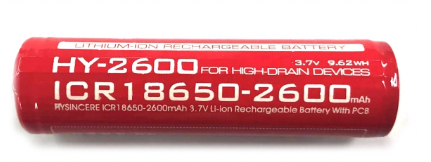 LITHIUM-ION RECHARGEABLE BATTERY
3.7V 9.62WH
HY-2600 FOR HIGH-DRAIN DEVICES
ICR18650-2600mAh
HYSINCERE ICR18650-2600mAh 3.7V Li-ion Rechargeable Battery With PCB